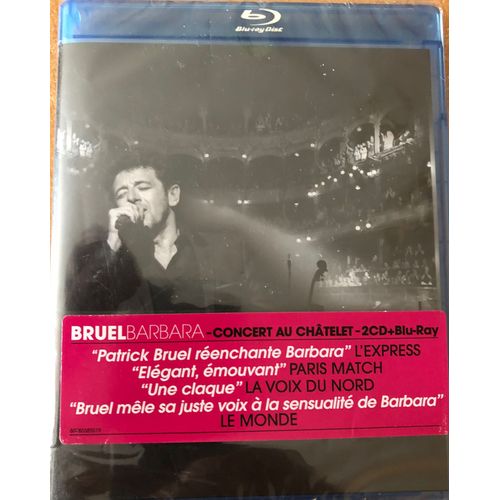 Blu-ray Disc
BRUELBARBARA – CONCERT AU CHÂTELET – 2CD+Blu-Ray
“Patrick Bruel réenchante Barbara” L'EXPRESS
“Elégant, émouvant” PARIS MATCH
“Une claque” LA VOIX DU NORD
“Bruel mêle sa juste voix à la sensualité de Barbara”
LE MONDE